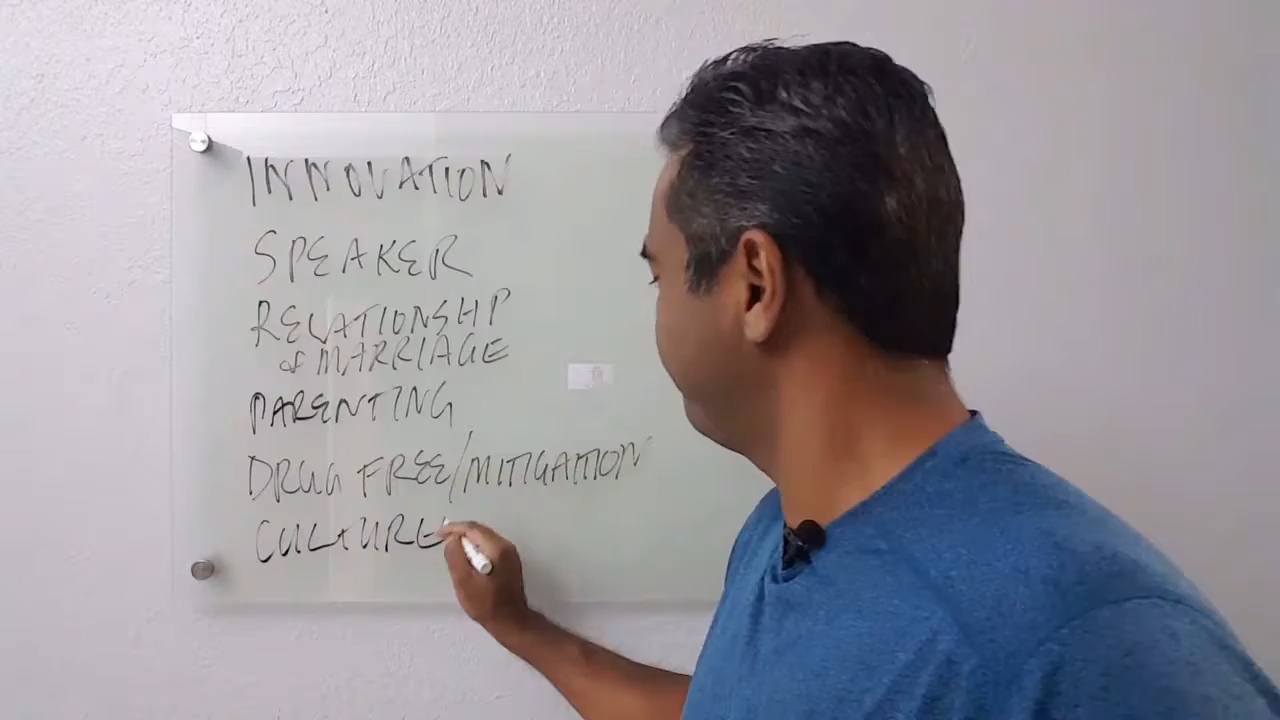 INNOVATION
SPEAKER
RELATIONSHIP
of MARRIAGE
PARENTING
DRUG FREE/MITIGATION
CULTURE